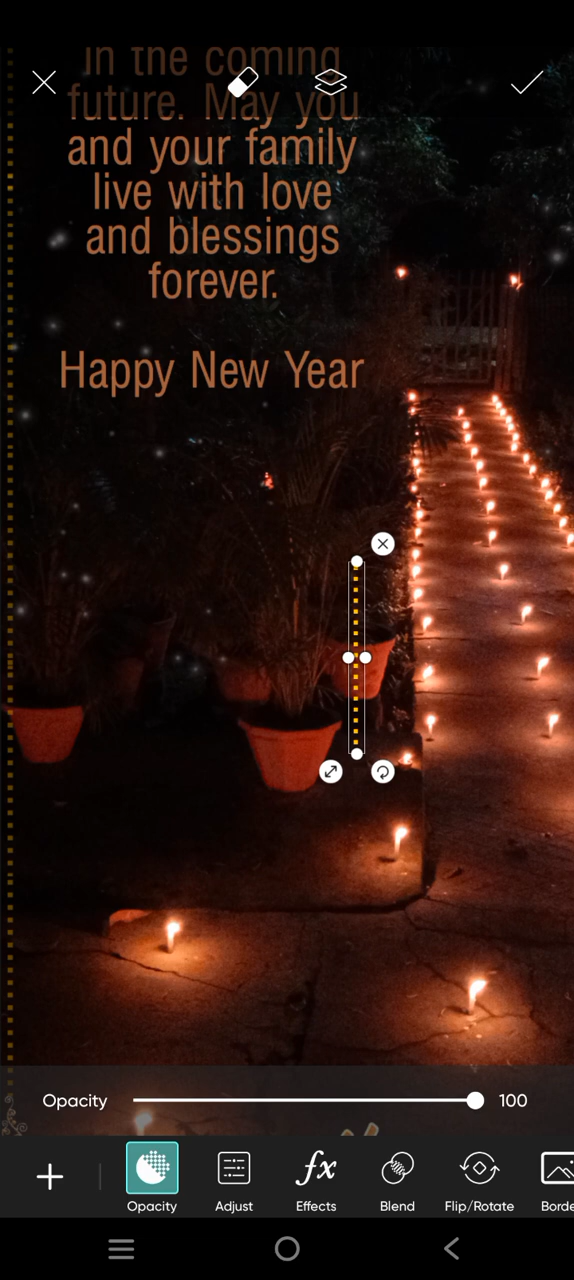 in the coming
future. May you
and your family
live with love
and blessings
forever.
Happy New Year
Opacity 100
Opacity Adjust Effects Blend Flip/Rotate Borde